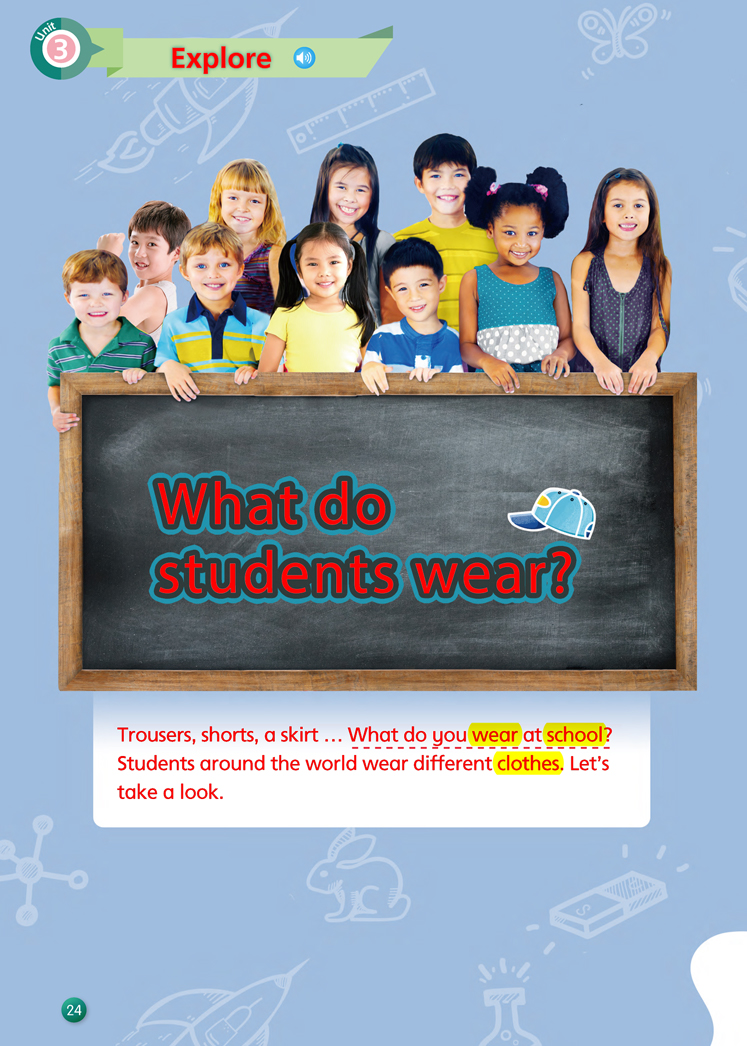 Unit
3
Explore
What do
students wear?
Trousers, shorts, a skirt … What do you wear at school?
Students around the world wear different clothes. Let's
take a look.
24